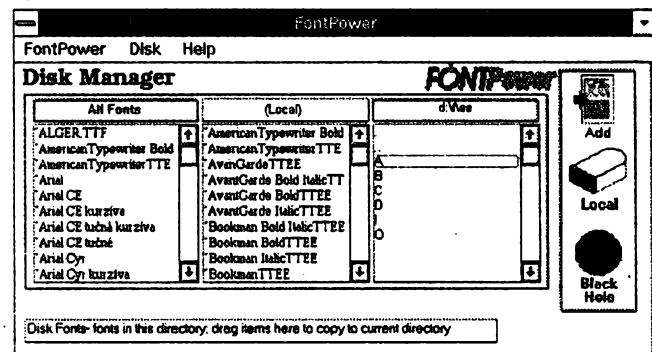 FontPower
FontPower Disk Help
Disk Manager
FONTPower
All Fonts
(Local)
ALGER.TTF
AmericanTypewriter Bold
AmericanTypewriterTTE
Arial
Arial CE
Arial CE kurzíva
Arial CE tučná kurzíva
Arial CE tučné
Arial Cyr
Arial Cyr kurzíva
AmericanTypewriter Bold
AmericanTypewriterTTE
AvanGardeTTEE
AvantGarde Bold ItalicTT
AvantGarde BoldTTEE
AvantGarde ItalicTTEE
Bookman Bold ItalicTTEE
Bookman BoldTTEE
Bookman ItalicTTEE
BookmanTTEE
A
B
C
D
O
Add
Local
Black
Hole
Disk Fonts- fonts in this directory; drag items here to copy to current directory